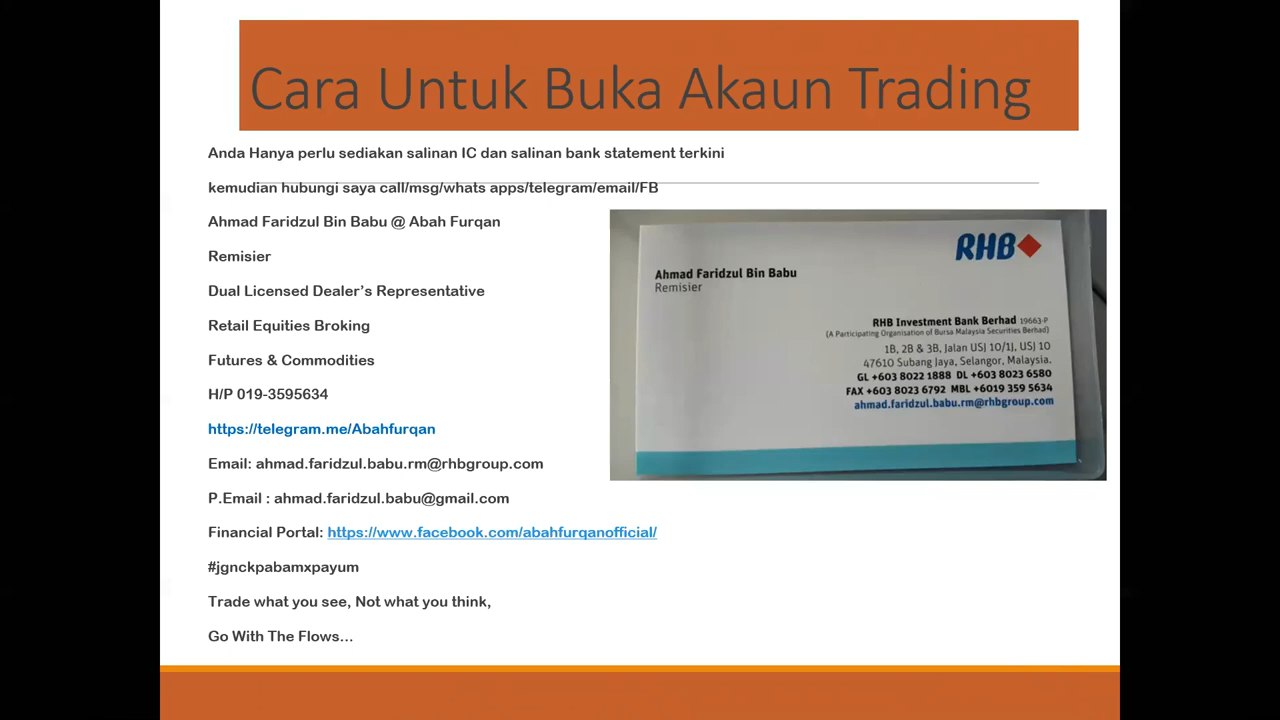 Cara Untuk Buka Akaun Trading
Anda Hanya perlu sediakan salinan IC dan salinan bank statement terkini
kemudian hubungi saya call/msg/whats apps/telegram/email/FB
Ahmad Faridzul Bin Babu @ Abah Furqan
Remisier
Dual Licensed Dealer’s Representative
Retail Equities Broking
Futures & Commodities
H/P 019-3595634
https://telegram.me/Abahfurqan
Email: ahmad.faridzul.babu.rm@rhbgroup.com
P.Email : ahmad.faridzul.babu@gmail.com
Financial Portal: https://www.facebook.com/abahfurqanofficial/
#jgnckpabamxpayum
Trade what you see, Not what you think,
Go With The Flows...
RHB
Ahmad Faridzul Bin Babu
Remisier
RHB Investment Bank Berhad 19663-P
(A Participating Organisation of Bursa Malaysia Securities Berhad)
1B, 2B & 3B, Jalan USJ 10/1J, USJ 10
47610 Subang Jaya, Selangor, Malaysia.
GL +603 8022 1888 DL +603 8023 6580
FAX +603 8023 6792 MBL +6019 359 5634
ahmad.faridzul.babu.rm@rhbgroup.com